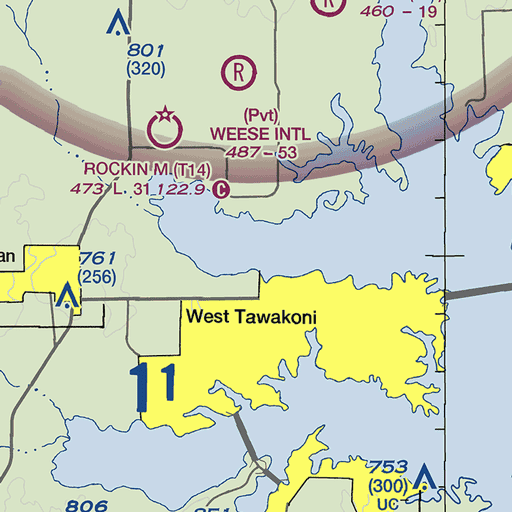 R
460 - 19
801
(320)
R
(Pvt)
WEESE INTL
487 - 53
ROCKIN M (T14)
473 L 31 122.9 C
an
761
(256)
West Tawakoni
11
753
(300)
UC
806